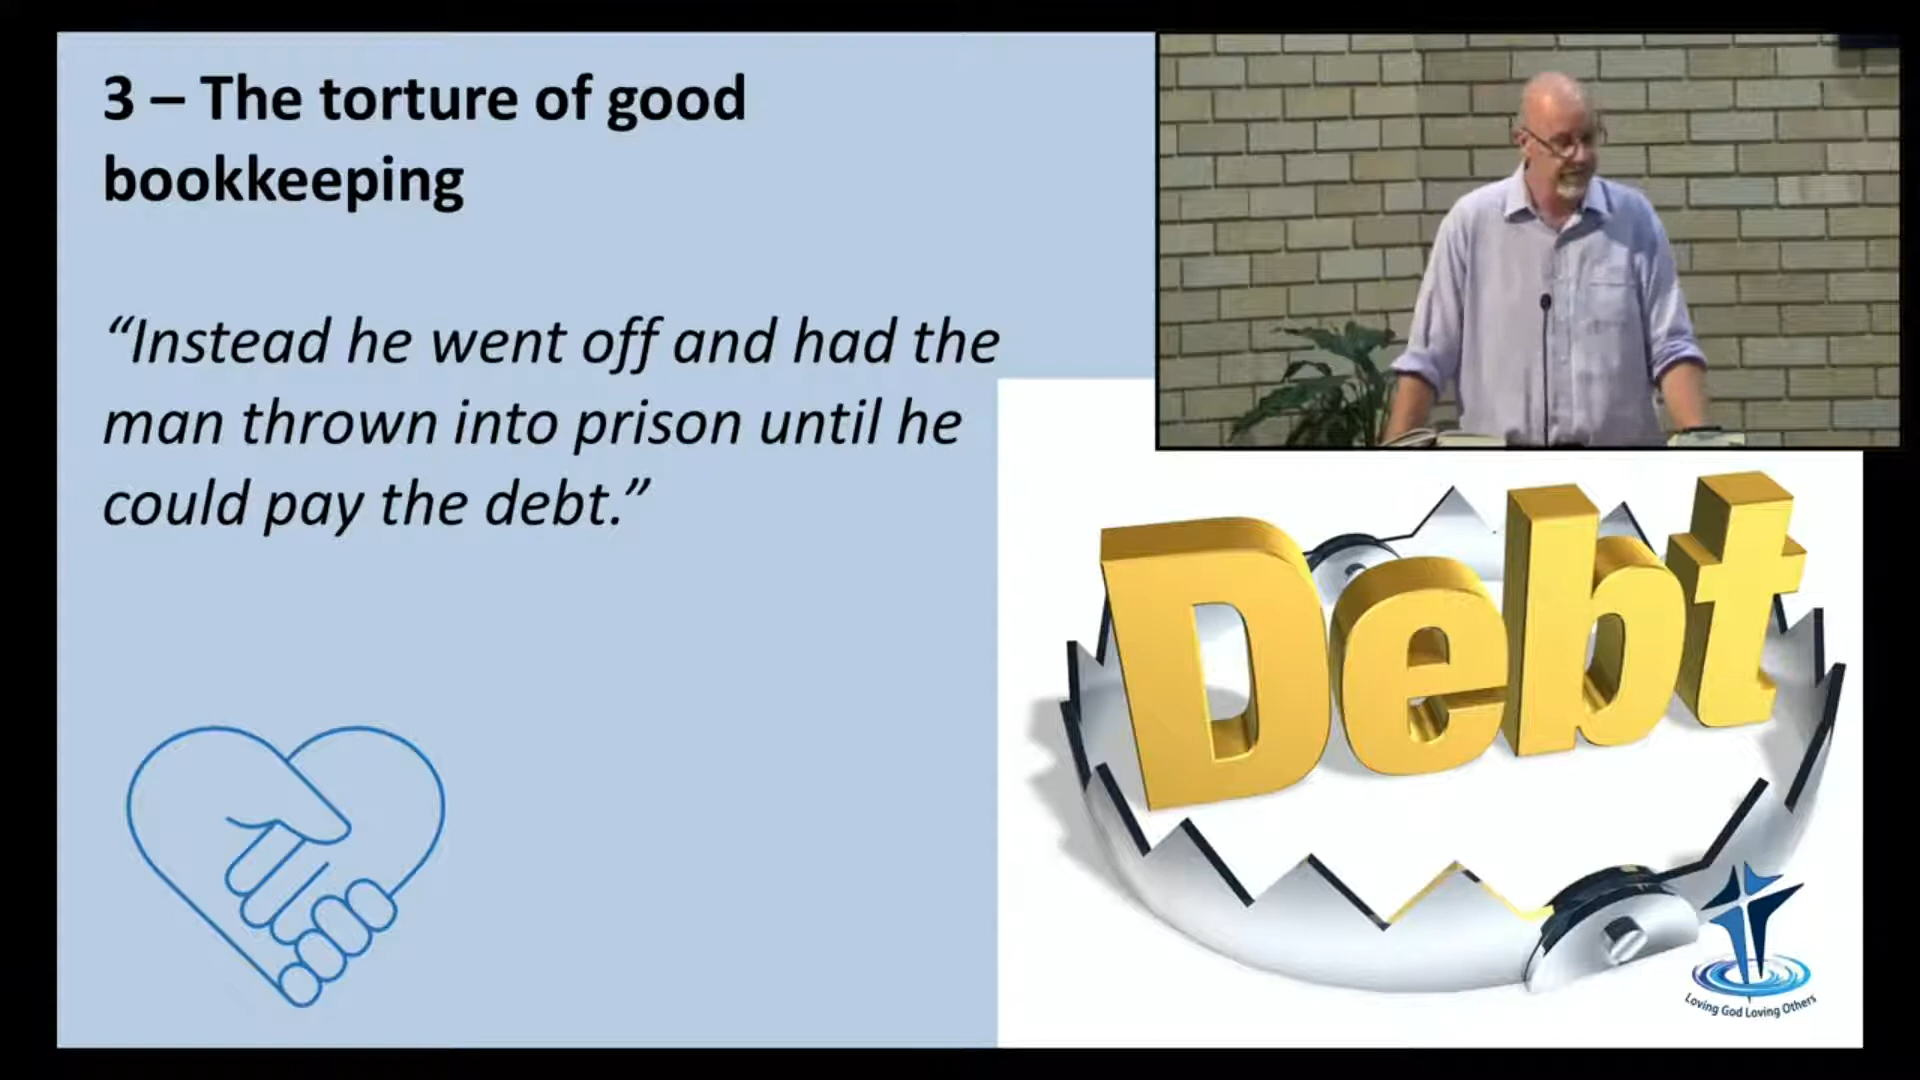 3 – The torture of good
bookkeeping
“Instead he went off and had the
man thrown into prison until he
could pay the debt.”
Debt
Loving God Loving Others